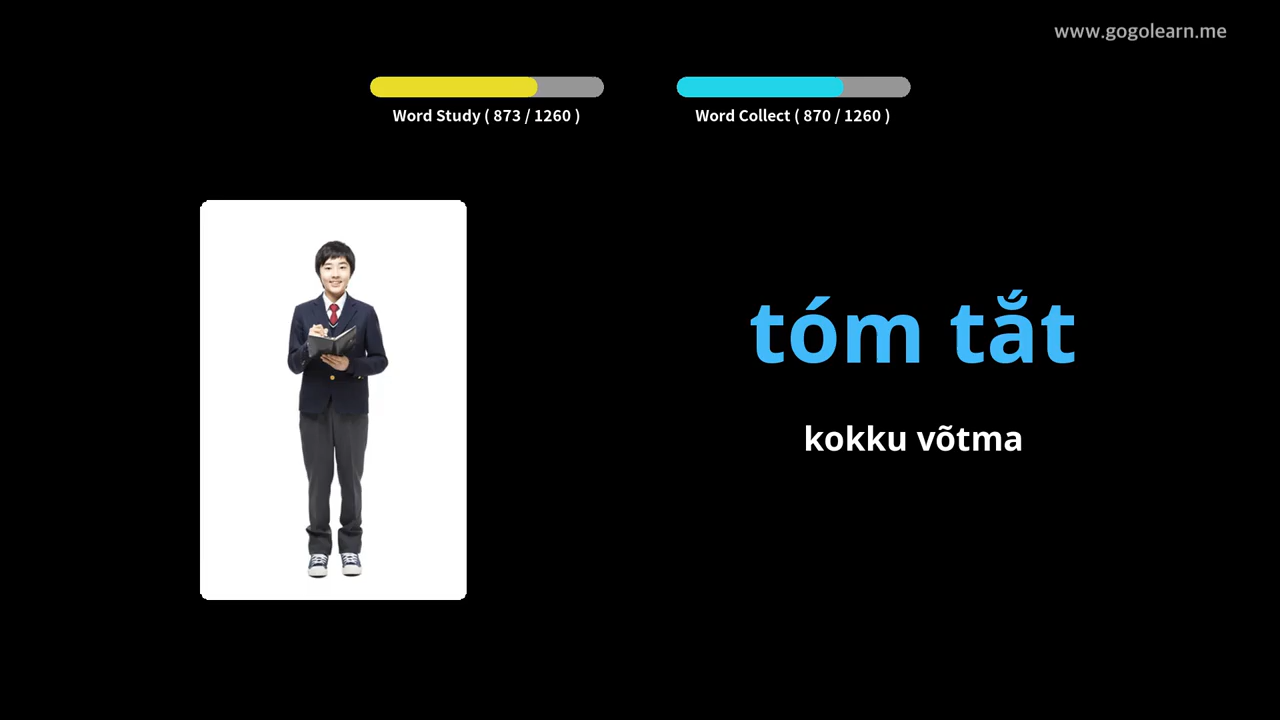 www.gogolearn.me
Word Study ( 873 / 1260 )
Word Collect ( 870 / 1260 )
tóm tắt
kokku võtma